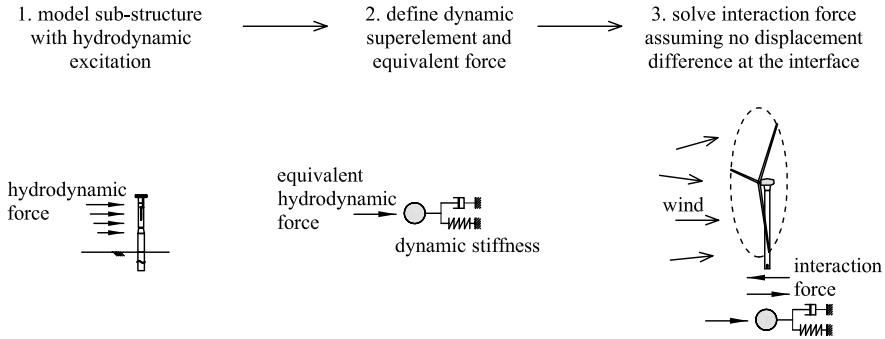 1. model sub-structure
with hydrodynamic
excitation
2. define dynamic
superelement and
equivalent force
3. solve interaction force
assuming no displacement
difference at the interface
hydrodynamic
force
equivalent
hydrodynamic
force
dynamic stiffness
wind
interaction
force